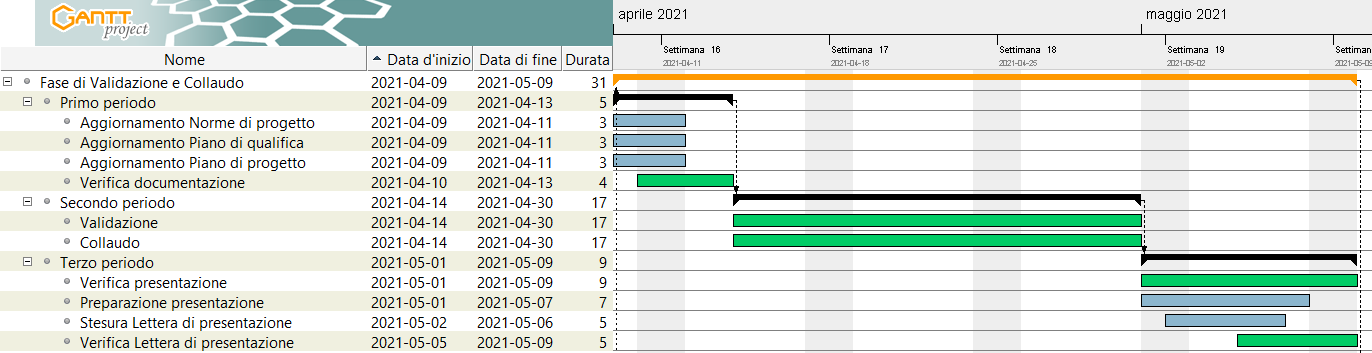 GANTT
project
aprile 2021 maggio 2021
Settimana 16 Settimana 17 Settimana 18 Settimana 19 Settimana
2021-04-11 2021-04-18 2021-04-25 2021-05-02 2021-05-09
Nome Data d'inizio Data di fine Durata
Fase di Validazione e Collaudo 2021-04-09 2021-05-09 31
Primo periodo 2021-04-09 2021-04-13 5
Aggiornamento Norme di progetto 2021-04-09 2021-04-11 3
Aggiornamento Piano di qualifica 2021-04-09 2021-04-11 3
Aggiornamento Piano di progetto 2021-04-09 2021-04-11 3
Verifica documentazione 2021-04-10 2021-04-13 4
Secondo periodo 2021-04-14 2021-04-30 17
Validazione 2021-04-14 2021-04-30 17
Collaudo 2021-04-14 2021-04-30 17
Terzo periodo 2021-05-01 2021-05-09 9
Verifica presentazione 2021-05-01 2021-05-09 9
Preparazione presentazione 2021-05-01 2021-05-07 7
Stesura Lettera di presentazione 2021-05-02 2021-05-06 5
Verifica Lettera di presentazione 2021-05-05 2021-05-09 5